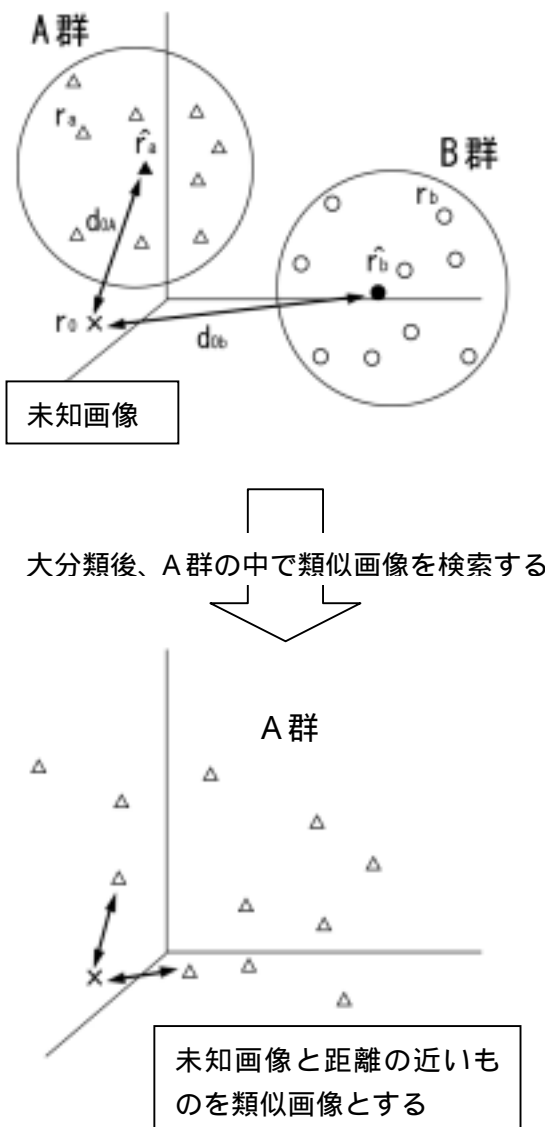 A群
rₐ
r̂ₐ
B群
r_b
r̂_b
d₀A
r₀ ×
d₀b
未知画像
大分類後、A群の中で類似画像を検索する
A群
×
未知画像と距離の近いも
のを類似画像とする